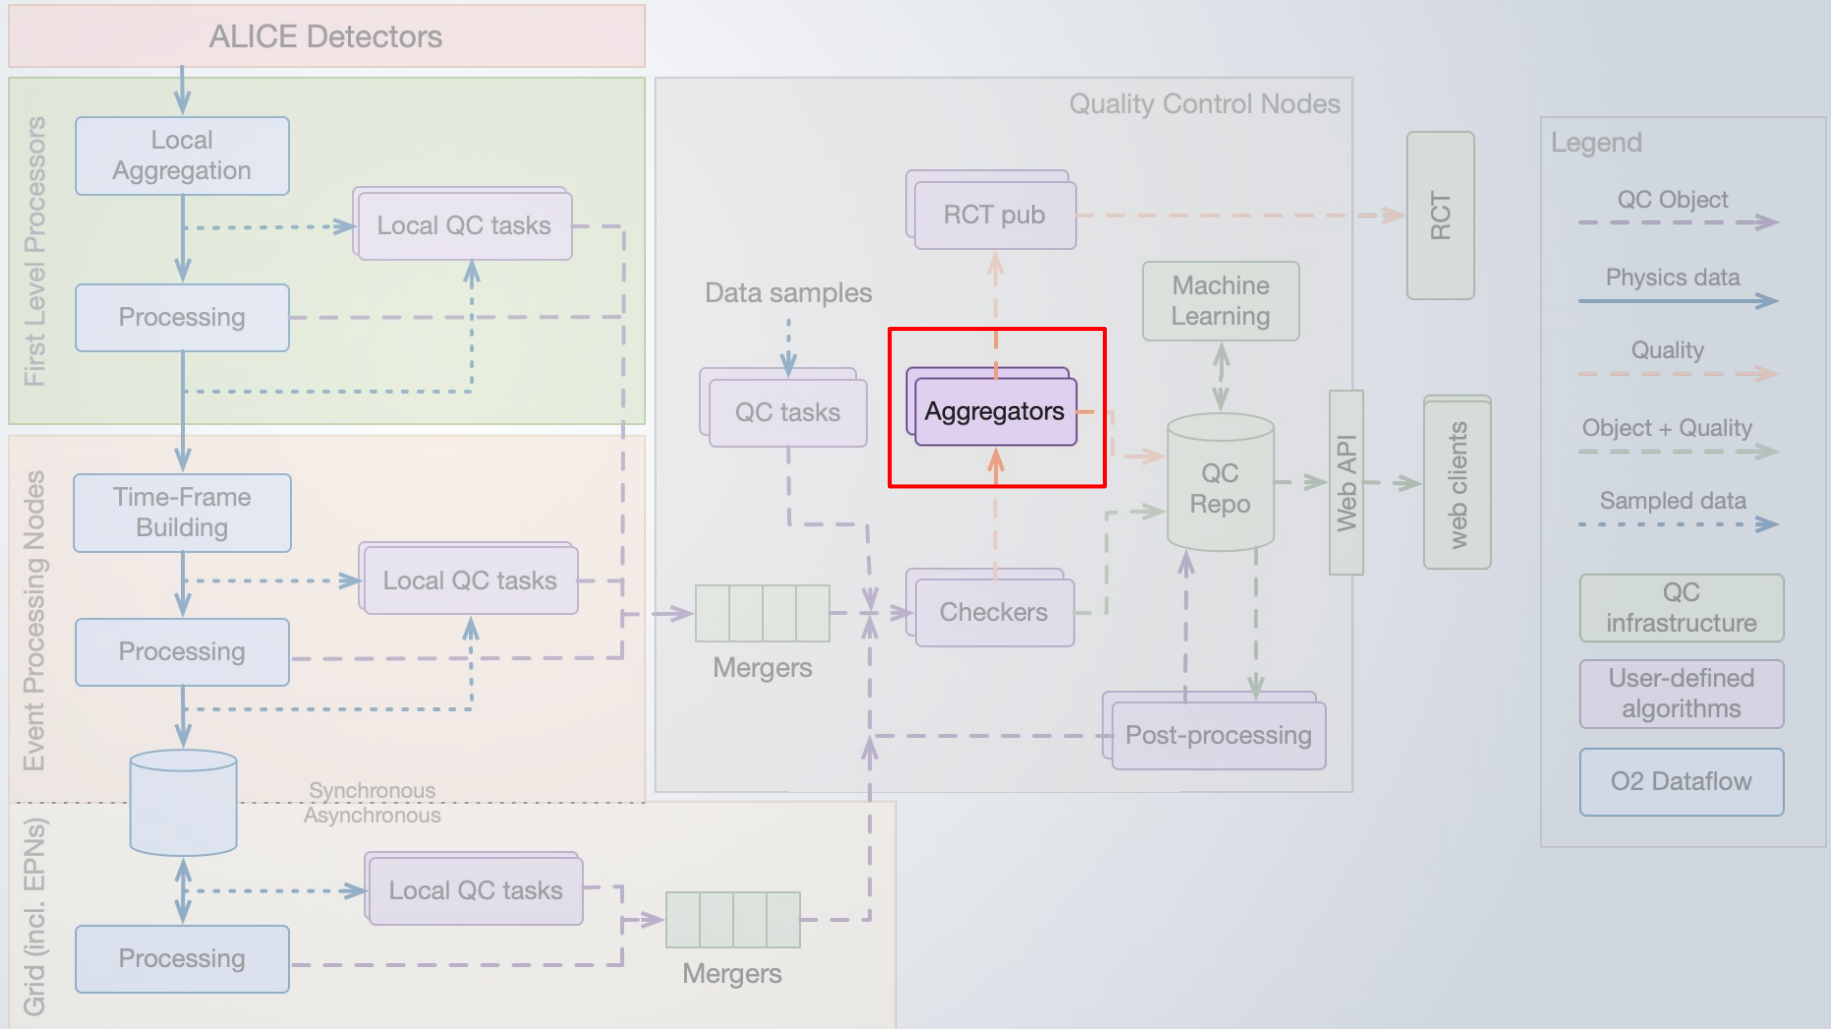 ALICE Detectors
First Level Processors
Local
Aggregation
Local QC tasks
Processing
Event Processing Nodes
Time-Frame
Building
Local QC tasks
Processing
Synchronous
Asynchronous
Grid (incl. EPNs)
Local QC tasks
Processing
Mergers
Quality Control Nodes
RCT pub
RCT
Data samples
Machine
Learning
QC tasks
Aggregators
QC
Repo
Web API
web clients
Checkers
Mergers
Post-processing
Legend
QC Object
Physics data
Quality
Object + Quality
Sampled data
QC
infrastructure
User-defined
algorithms
O2 Dataflow